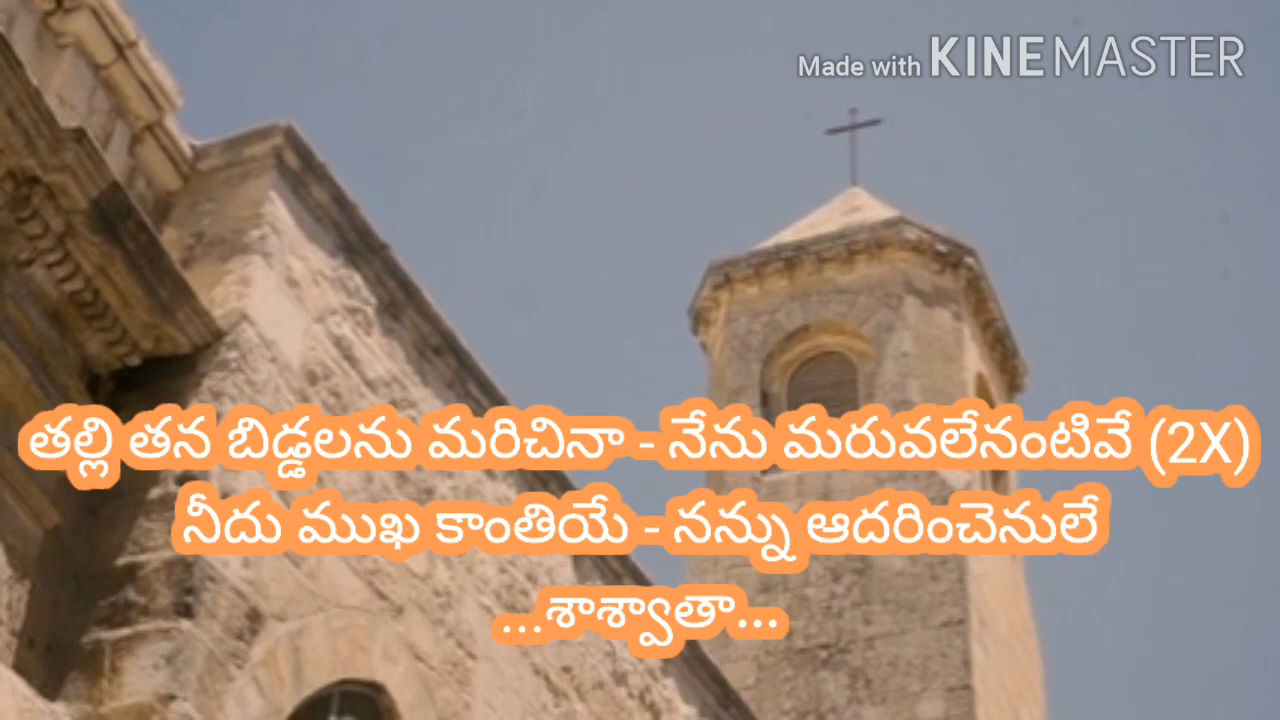 Made with KINEMASTER
తల్లి తన బిడ్డలను మరిచినా - నేను మరువలేనంటివే (2X)
నీదు ముఖ కాంతియే - నన్ను ఆదరించెనులే
...శాశ్వాతా...